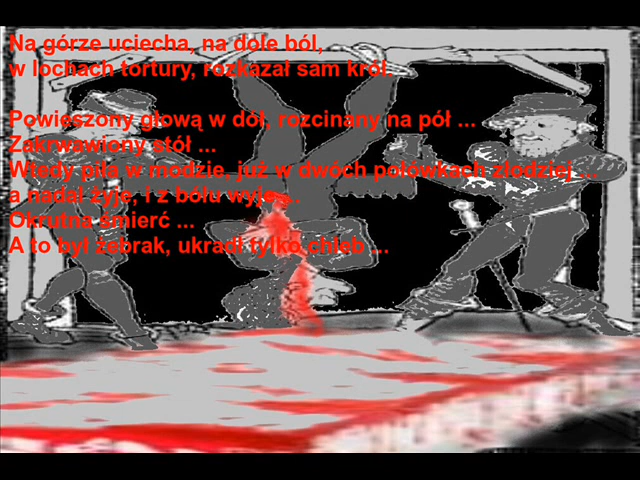 Na górze uciecha, na dole ból,
w lochach tortury, rozkazał sam król.
Powieszony głową w dół, rozcinany na pół ...
Zakrwawiony stół ...
Wtedy piła w modzie, już w dwóch połówkach złodziej ...
a nadal żyje, i z bólu wyje ...
Okrutna śmierć ...
A to był żebrak, ukradł tylko chleb ...